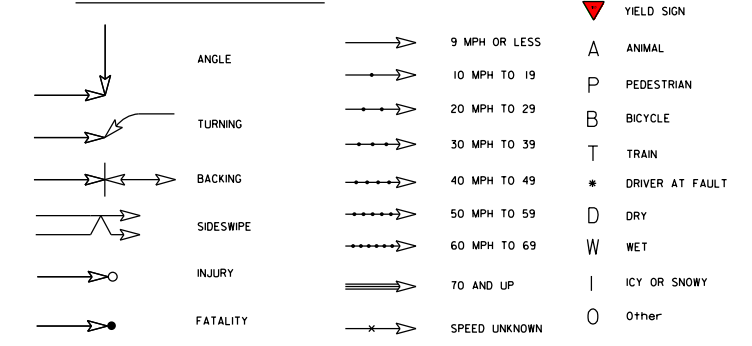 ANGLE
TURNING
BACKING
SIDESWIPE
INJURY
FATALITY
9 MPH OR LESS
10 MPH TO 19
20 MPH TO 29
30 MPH TO 39
40 MPH TO 49
50 MPH TO 59
60 MPH TO 69
70 AND UP
SPEED UNKNOWN
YIELD SIGN
A ANIMAL
P PEDESTRIAN
B BICYCLE
T TRAIN
* DRIVER AT FAULT
D DRY
W WET
I ICY OR SNOWY
O Other